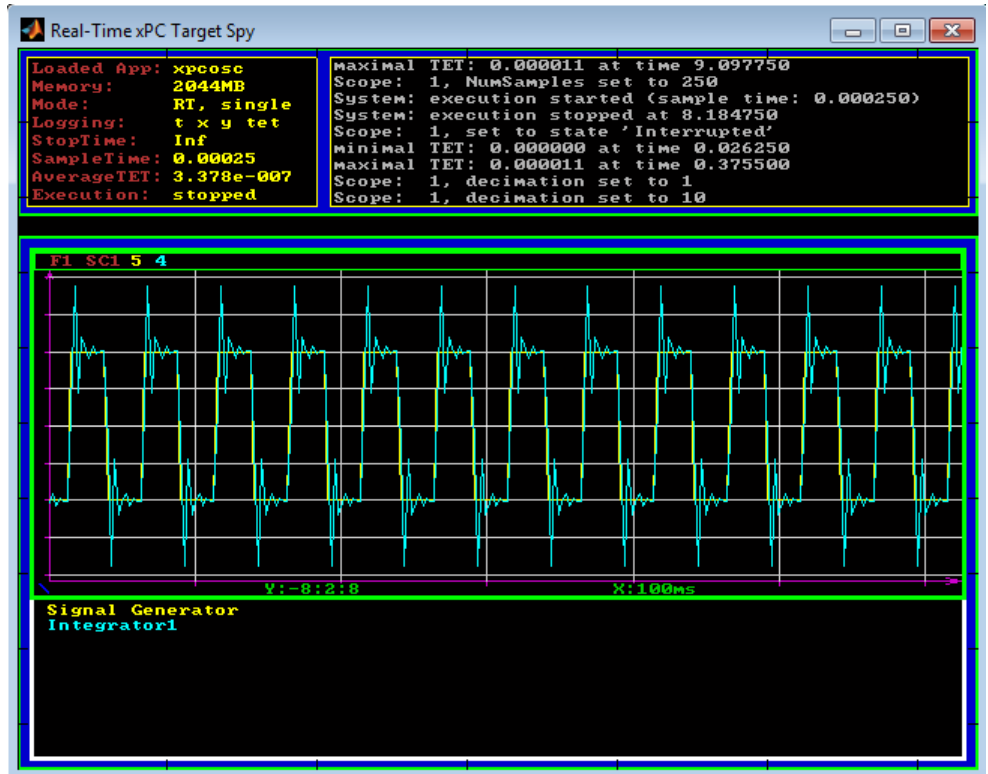 Real-Time xPC Target Spy
Loaded App: xpcosc
Memory: 2044MB
Mode: RT, single
Logging: t x y tet
StopTime: Inf
SampleTime: 0.00025
AverageTET: 3.378e-007
Execution: stopped
maximal TET: 0.000011 at time 9.097750
Scope: 1, NumSamples set to 250
System: execution started (sample time: 0.000250)
System: execution stopped at 8.184750
Scope: 1, set to state 'Interrupted'
minimal TET: 0.000000 at time 0.026250
maximal TET: 0.000011 at time 0.375500
Scope: 1, decimation set to 1
Scope: 1, decimation set to 10
F1 SC1 5 4
Y:-8:2:8 X:100ms
Signal Generator
Integrator1